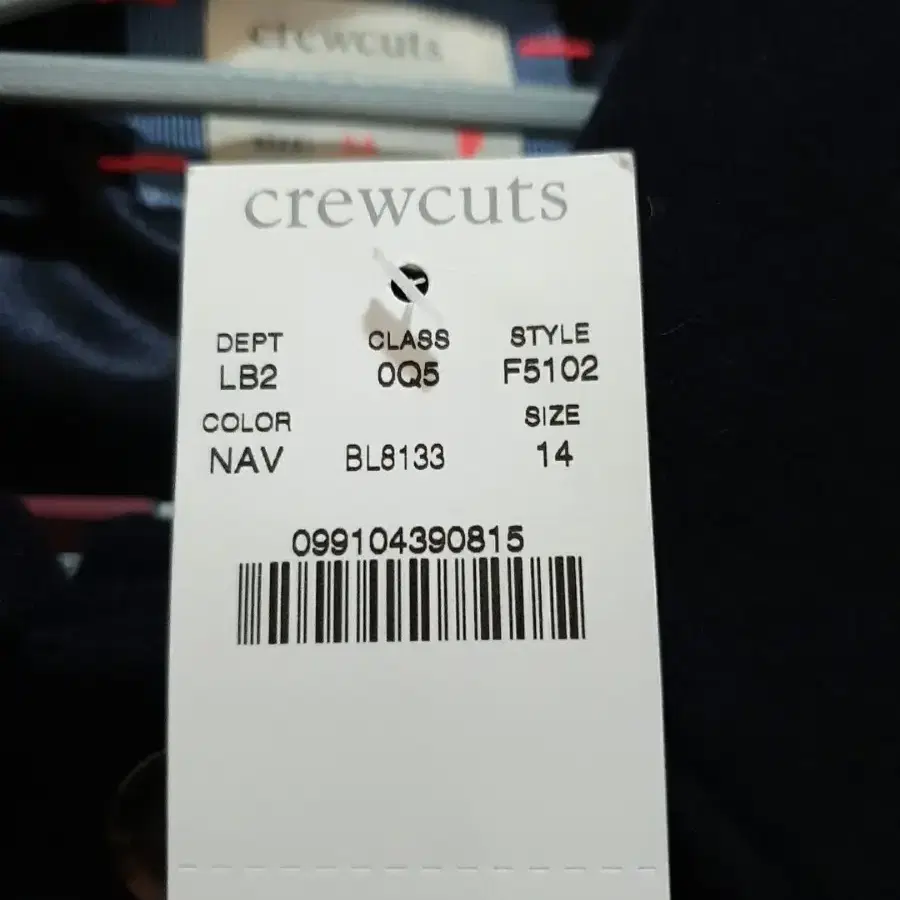 crewcuts
crewcuts
DEPT CLASS STYLE
LB2 0Q5 F5102
COLOR SIZE
NAV BL8133 14
099104390815